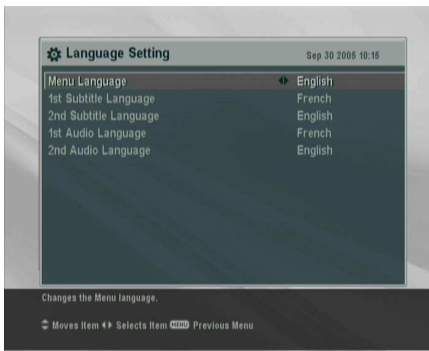 Language Setting
Sep 30 2005 10:15
Menu Language English
1st Subtitle Language French
2nd Subtitle Language English
1st Audio Language French
2nd Audio Language English
Changes the Menu language.
Moves Item Selects Item MENU Previous Menu